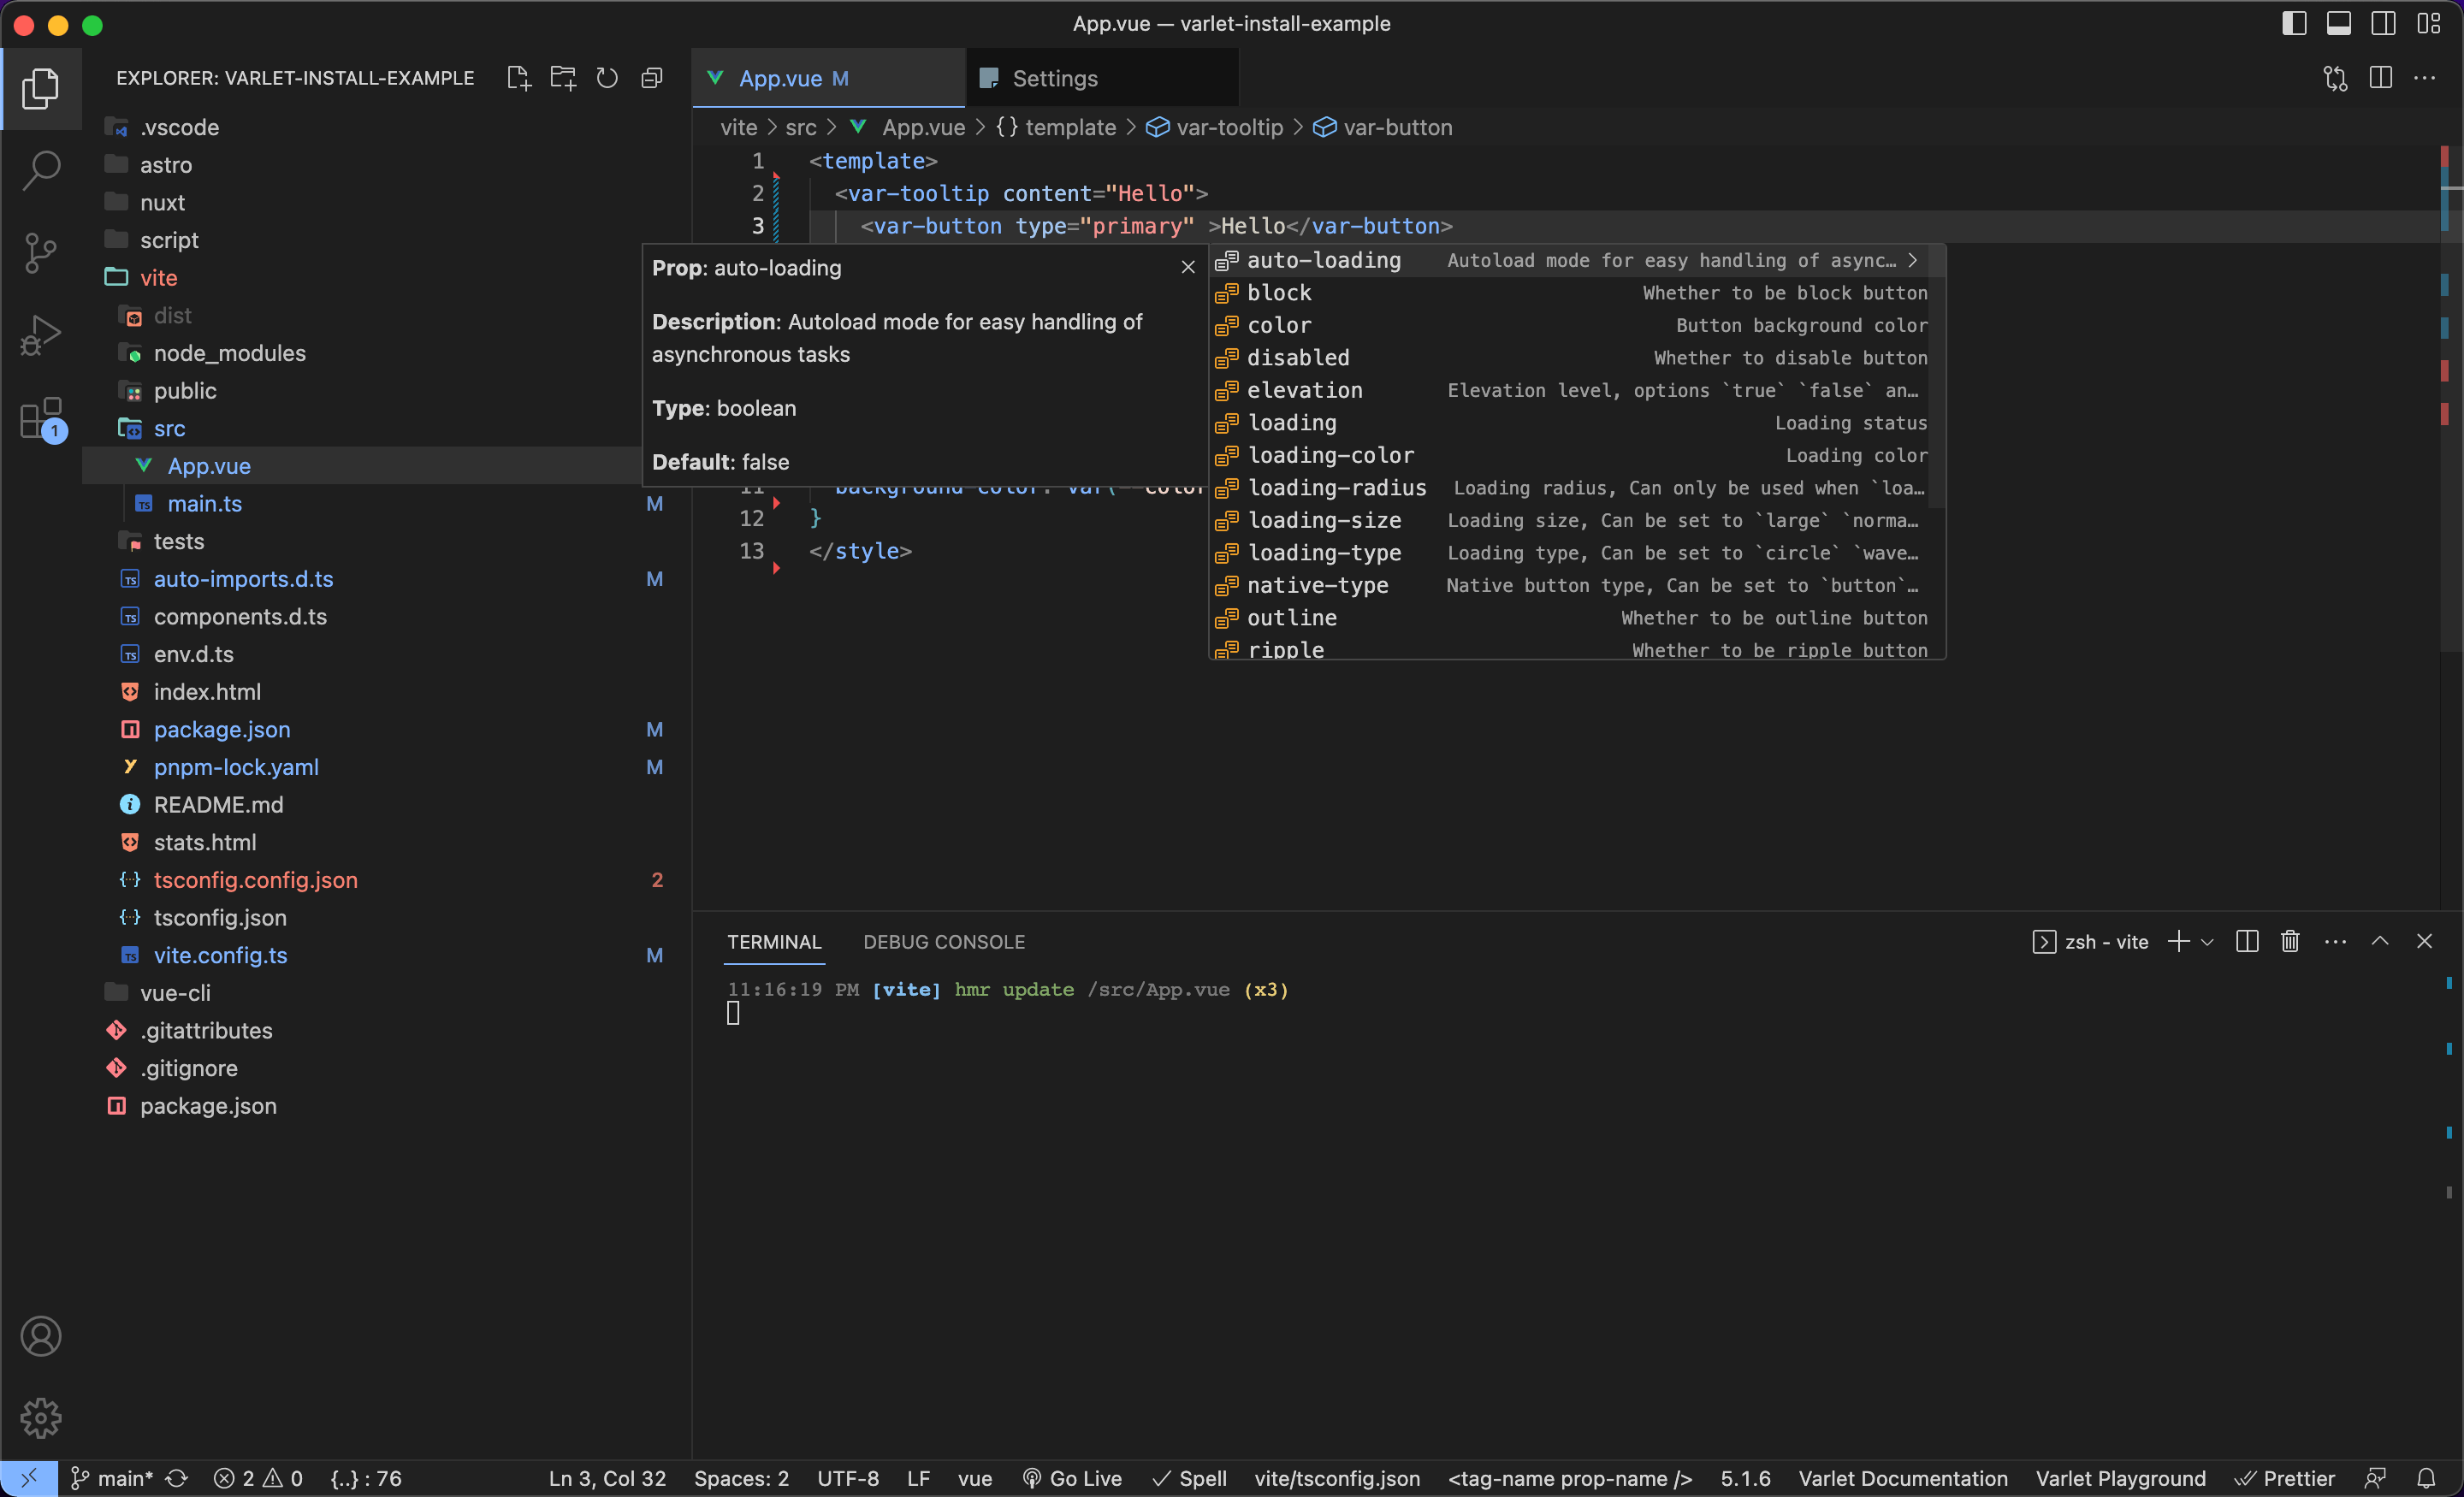 App.vue — varlet-install-example
EXPLORER: VARLET-INSTALL-EXAMPLE
.vscode
astro
nuxt
script
vite
dist
node_modules
public
src
App.vue
main.ts M
tests
auto-imports.d.ts M
components.d.ts
env.d.ts
index.html
package.json M
pnpm-lock.yaml M
README.md
stats.html
tsconfig.config.json 2
tsconfig.json
vite.config.ts M
vue-cli
.gitattributes
.gitignore
package.json
1
App.vue M
Settings
vite > src > App.vue > {} template > var-tooltip > var-button
1 <template>
2 <var-tooltip content="Hello">
3 <var-button type="primary" >Hello</var-button>
Prop: auto-loading
Description: Autoload mode for easy handling of
asynchronous tasks
Type: boolean
Default: false
auto-loading Autoload mode for easy handling of async…
block Whether to be block button
color Button background color
disabled Whether to disable button
elevation Elevation level, options `true` `false` an…
loading Loading status
loading-color Loading color
loading-radius Loading radius, Can only be used when `loa…
loading-size Loading size, Can be set to `large` `norma…
loading-type Loading type, Can be set to `circle` `wave…
native-type Native button type, Can be set to `button`…
outline Whether to be outline button
ripple Whether to be ripple button
11 background-color: var(--color
12 }
13 </style>
TERMINAL DEBUG CONSOLE
zsh - vite
11:16:19 PM [vite] hmr update /src/App.vue (x3)
main* 2 0 {..} : 76 Ln 3, Col 32 Spaces: 2 UTF-8 LF vue Go Live Spell vite/tsconfig.json <tag-name prop-name /> 5.1.6 Varlet Documentation Varlet Playground Prettier